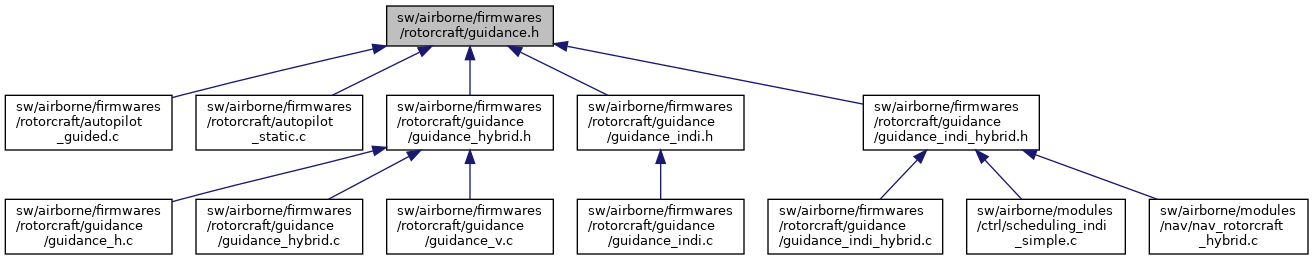 sw/airborne/firmwares
/rotorcraft/guidance.h
sw/airborne/firmwares
/rotorcraft/autopilot
_guided.c
sw/airborne/firmwares
/rotorcraft/autopilot
_static.c
sw/airborne/firmwares
/rotorcraft/guidance
/guidance_hybrid.h
sw/airborne/firmwares
/rotorcraft/guidance
/guidance_indi.h
sw/airborne/firmwares
/rotorcraft/guidance
/guidance_indi_hybrid.h
sw/airborne/firmwares
/rotorcraft/guidance
/guidance_h.c
sw/airborne/firmwares
/rotorcraft/guidance
/guidance_hybrid.c
sw/airborne/firmwares
/rotorcraft/guidance
/guidance_v.c
sw/airborne/firmwares
/rotorcraft/guidance
/guidance_indi.c
sw/airborne/firmwares
/rotorcraft/guidance
/guidance_indi_hybrid.c
sw/airborne/modules
/ctrl/scheduling_indi
_simple.c
sw/airborne/modules
/nav/nav_rotorcraft
_hybrid.c